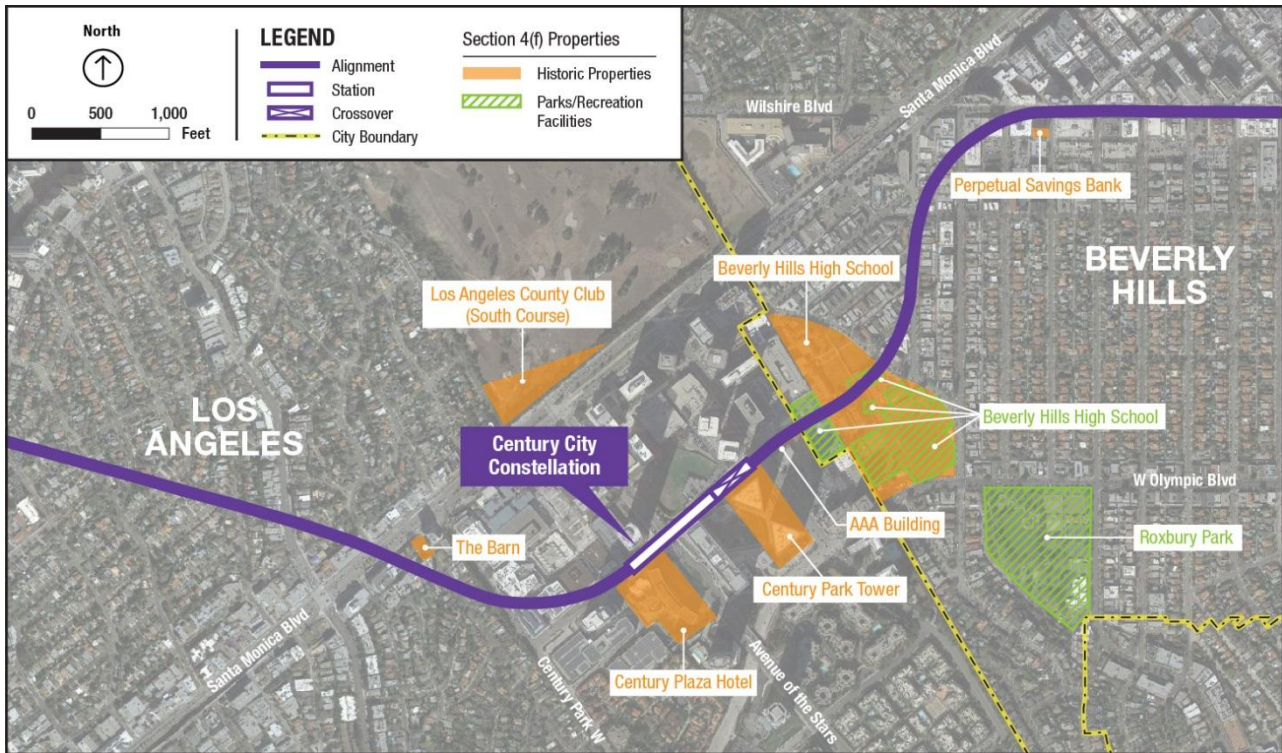 North
0 500 1,000
Feet
LEGEND
Alignment
Station
Crossover
City Boundary
Section 4(f) Properties
Historic Properties
Parks/Recreation
Facilities
Wilshire Blvd
Santa Monica Blvd
Perpetual Savings Bank
BEVERLY
HILLS
Beverly Hills High School
Los Angeles County Club
(South Course)
LOS
ANGELES
Beverly Hills High School
Century City
Constellation
W Olympic Blvd
AAA Building
Roxbury Park
The Barn
Century Park Tower
Santa Monica Blvd
Century Plaza Hotel
Century Park W
Avenue of the Stars